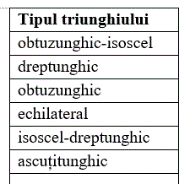 Tipul triunghiului
obtuzunghic-isoscel
dreptunghic
obtuzunghic
echilateral
isoscel-dreptunghic
ascuțitunghic